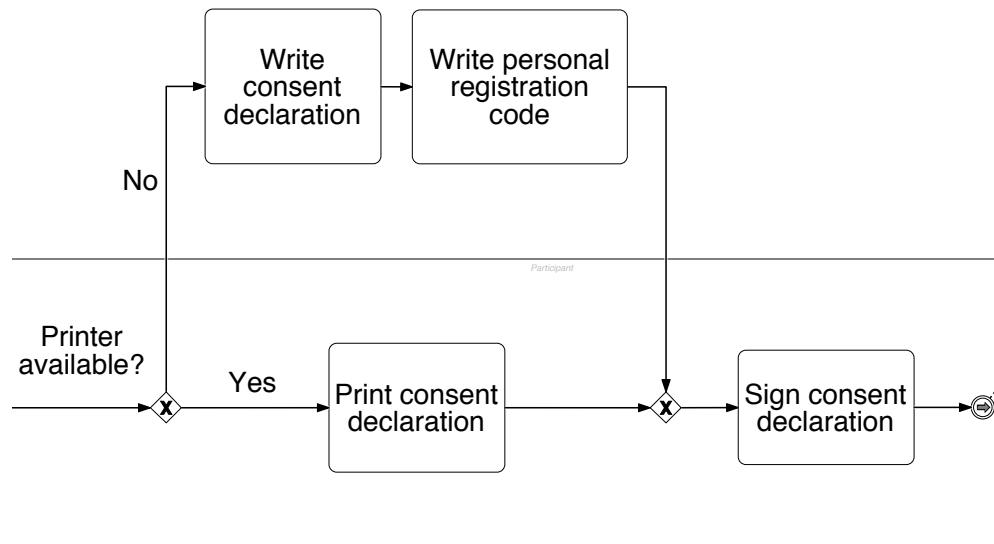 Write
consent
declaration
Write personal
registration
code
No
Participant
Printer
available?
Yes
Print consent
declaration
Sign consent
declaration
X
X